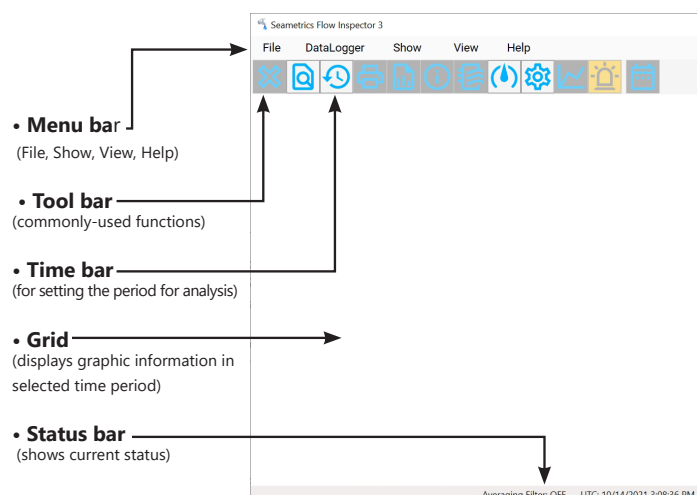 Seametrics Flow Inspector 3
File DataLogger Show View Help
• Menu bar
(File, Show, View, Help)
• Tool bar
(commonly-used functions)
• Time bar
(for setting the period for analysis)
• Grid
(displays graphic information in
selected time period)
• Status bar
(shows current status)
Averaging Filter: OFF UTC: 10/14/2021 3:08:36 PM